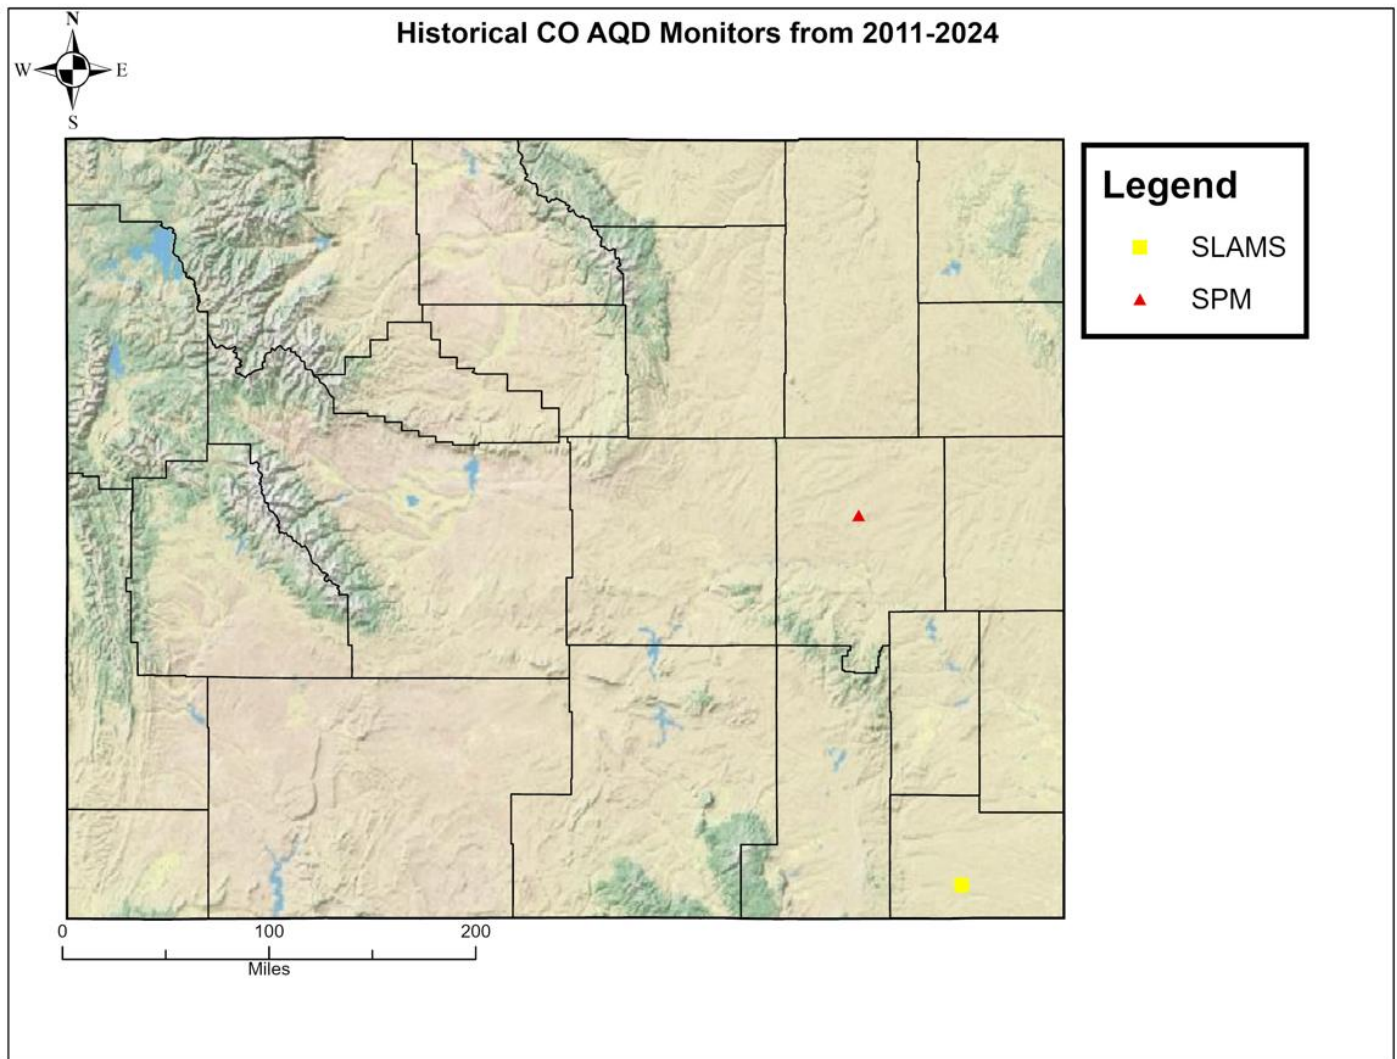 Historical CO AQD Monitors from 2011-2024
N
W E
S
Legend
SLAMS
SPM
0 100 200
Miles